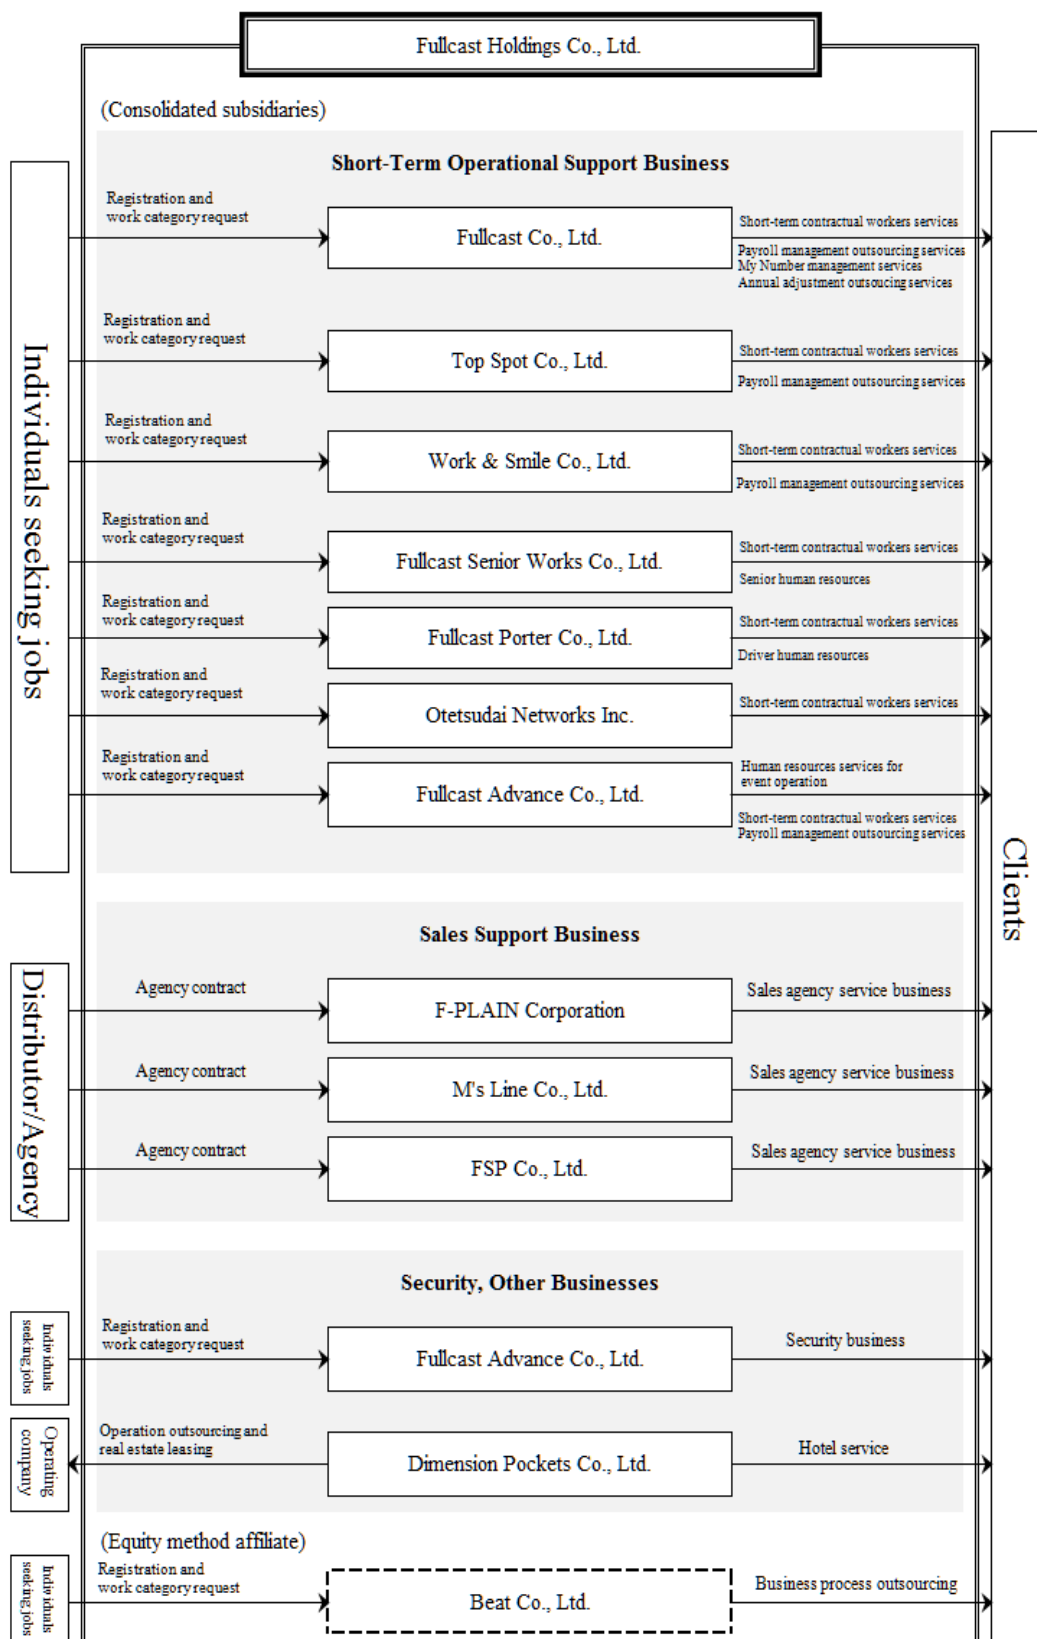 Fullcast Holdings Co., Ltd.
(Consolidated subsidiaries)
Short-Term Operational Support Business
Individuals seeking jobs
Clients
Registration and
work category request
Fullcast Co., Ltd.
Short-term contractual workers services
Payroll management outsourcing services
My Number management services
Annual adjustment outsoucing services
Registration and
work category request
Top Spot Co., Ltd.
Short-term contractual workers services
Payroll management outsourcing services
Registration and
work category request
Work & Smile Co., Ltd.
Short-term contractual workers services
Payroll management outsourcing services
Registration and
work category request
Fullcast Senior Works Co., Ltd.
Short-term contractual workers services
Senior human resources
Registration and
work category request
Fullcast Porter Co., Ltd.
Short-term contractual workers services
Driver human resources
Registration and
work category request
Otetsudai Networks Inc.
Short-term contractual workers services
Registration and
work category request
Fullcast Advance Co., Ltd.
Human resources services for
event operation
Short-term contractual workers services
Payroll management outsourcing services
Sales Support Business
Distributor/Agency
Agency contract
F-PLAIN Corporation
Sales agency service business
Agency contract
M's Line Co., Ltd.
Sales agency service business
Agency contract
FSP Co., Ltd.
Sales agency service business
Security, Other Businesses
Individuals
seeking jobs
Registration and
work category request
Fullcast Advance Co., Ltd.
Security business
Operating
company
Operation outsourcing and
real estate leasing
Dimension Pockets Co., Ltd.
Hotel service
(Equity method affiliate)
Individuals
seeking jobs
Registration and
work category request
Beat Co., Ltd.
Business process outsourcing